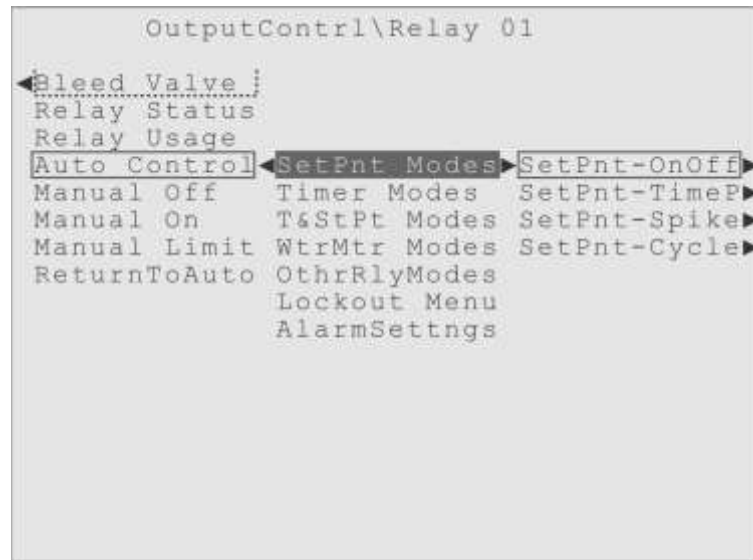 OutputContrl\Relay 01
Bleed Valve
Relay Status
Relay Usage
Auto Control SetPnt Modes SetPnt-OnOff
Manual Off Timer Modes SetPnt-TimeP
Manual On T&StPt Modes SetPnt-Spike
Manual Limit WtrMtr Modes SetPnt-Cycle
ReturnToAuto OthrRlyModes
Lockout Menu
AlarmSettngs